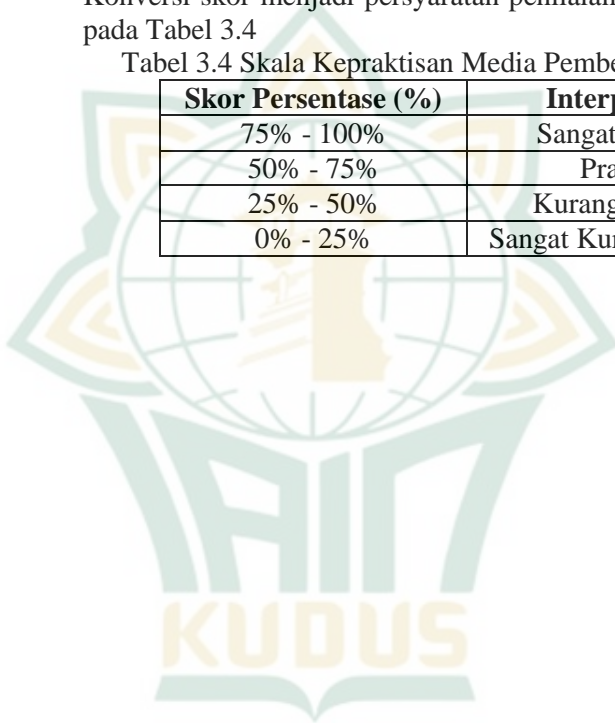 Konversi skor menjadi persyaratan penilaian
pada Tabel 3.4
Tabel 3.4 Skala Kepraktisan Media Pembe
Skor Persentase (%) Interp
75% - 100% Sangat
50% - 75% Pra
25% - 50% Kurang
0% - 25% Sangat Kur
IAIN
KUDUS